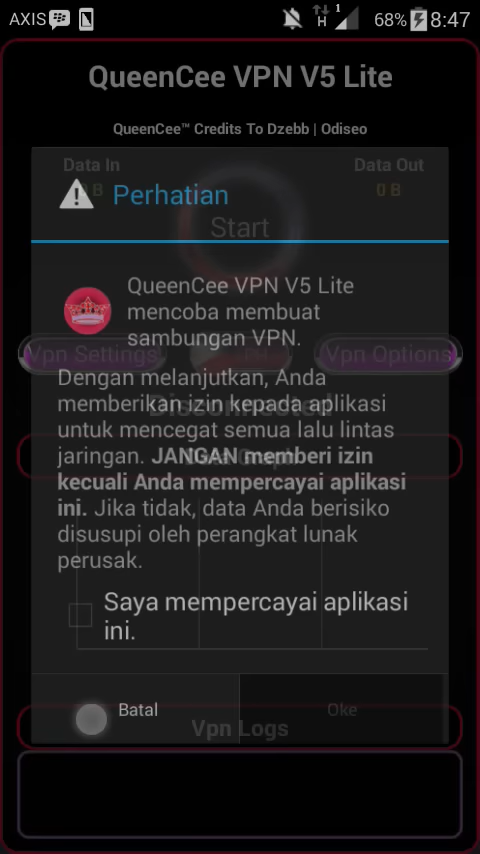 AXIS
H 1 68% 8:47
QueenCee VPN V5 Lite
QueenCee™ Credits To Dzebb | Odiseo
Data In Data Out
B 0 B
Perhatian
Start
QueenCee VPN V5 Lite
mencoba membuat
sambungan VPN.
Vpn Settings Vpn Options
Dengan melanjutkan, Anda
memberikan izin kepada aplikasi
Disconnected
untuk mencegat semua lalu lintas
jaringan. JANGAN memberi izin
kecuali Anda mempercayai aplikasi
ini. Jika tidak, data Anda berisiko
disusupi oleh perangkat lunak
perusak.
Saya mempercayai aplikasi
ini.
Batal Oke
Vpn Logs